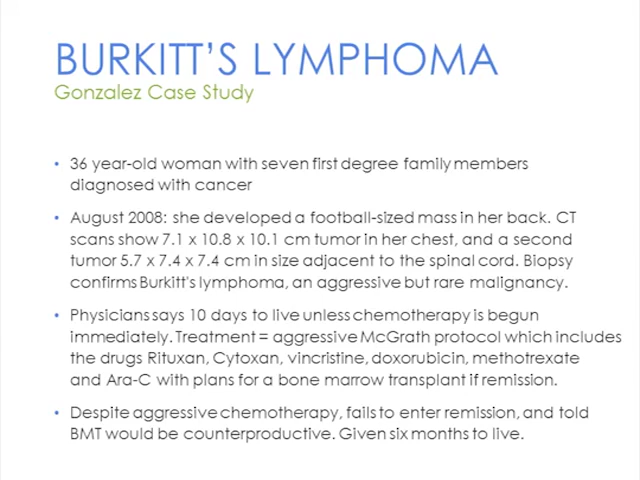 BURKITT'S LYMPHOMA
Gonzalez Case Study
• 36 year-old woman with seven first degree family members
diagnosed with cancer
• August 2008: she developed a football-sized mass in her back. CT
scans show 7.1 x 10.8 x 10.1 cm tumor in her chest, and a second
tumor 5.7 x 7.4 x 7.4 cm in size adjacent to the spinal cord. Biopsy
confirms Burkitt's lymphoma, an aggressive but rare malignancy.
• Physicians says 10 days to live unless chemotherapy is begun
immediately. Treatment = aggressive McGrath protocol which includes
the drugs Rituxan, Cytoxan, vincristine, doxorubicin, methotrexate
and Ara-C with plans for a bone marrow transplant if remission.
• Despite aggressive chemotherapy, fails to enter remission, and told
BMT would be counterproductive. Given six months to live.